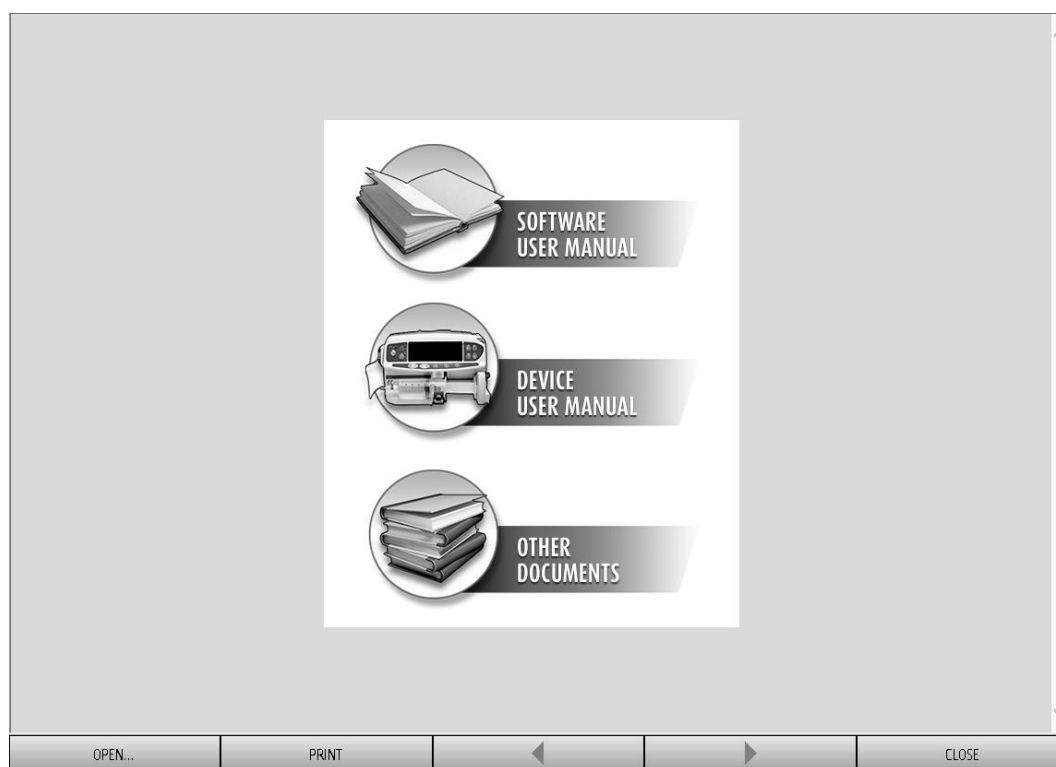 SOFTWARE
USER MANUAL
DEVICE
USER MANUAL
OTHER
DOCUMENTS
OPEN...
PRINT
CLOSE